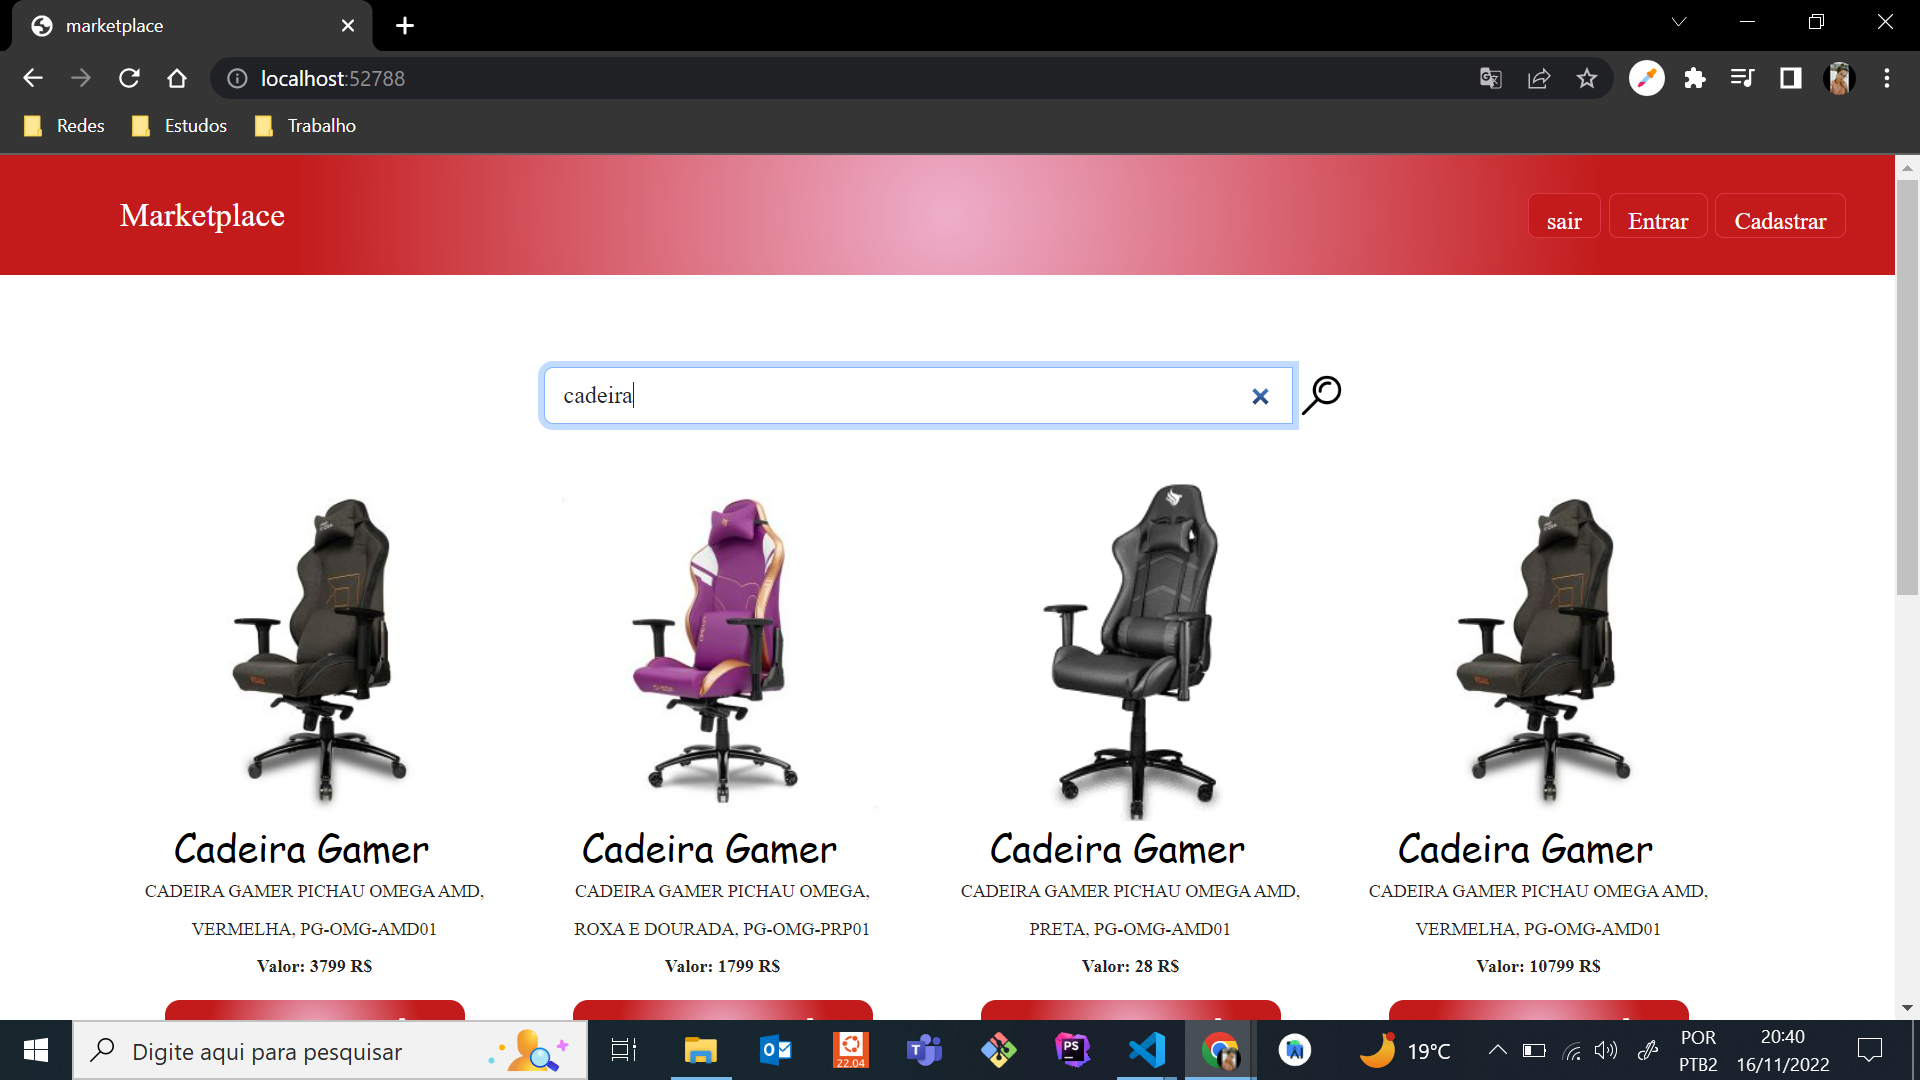 marketplace
localhost:52788
Redes Estudos Trabalho
Marketplace sair Entrar Cadastrar
cadeira
Cadeira Gamer
CADEIRA GAMER PICHAU OMEGA AMD,
VERMELHA, PG-OMG-AMD01
Valor: 3799 R$
Cadeira Gamer
CADEIRA GAMER PICHAU OMEGA,
ROXA E DOURADA, PG-OMG-PRP01
Valor: 1799 R$
Cadeira Gamer
CADEIRA GAMER PICHAU OMEGA AMD,
PRETA, PG-OMG-AMD01
Valor: 28 R$
Cadeira Gamer
CADEIRA GAMER PICHAU OMEGA AMD,
VERMELHA, PG-OMG-AMD01
Valor: 10799 R$
Digite aqui para pesquisar
22.04
PS
19°C
POR
PTB2
20:40
16/11/2022